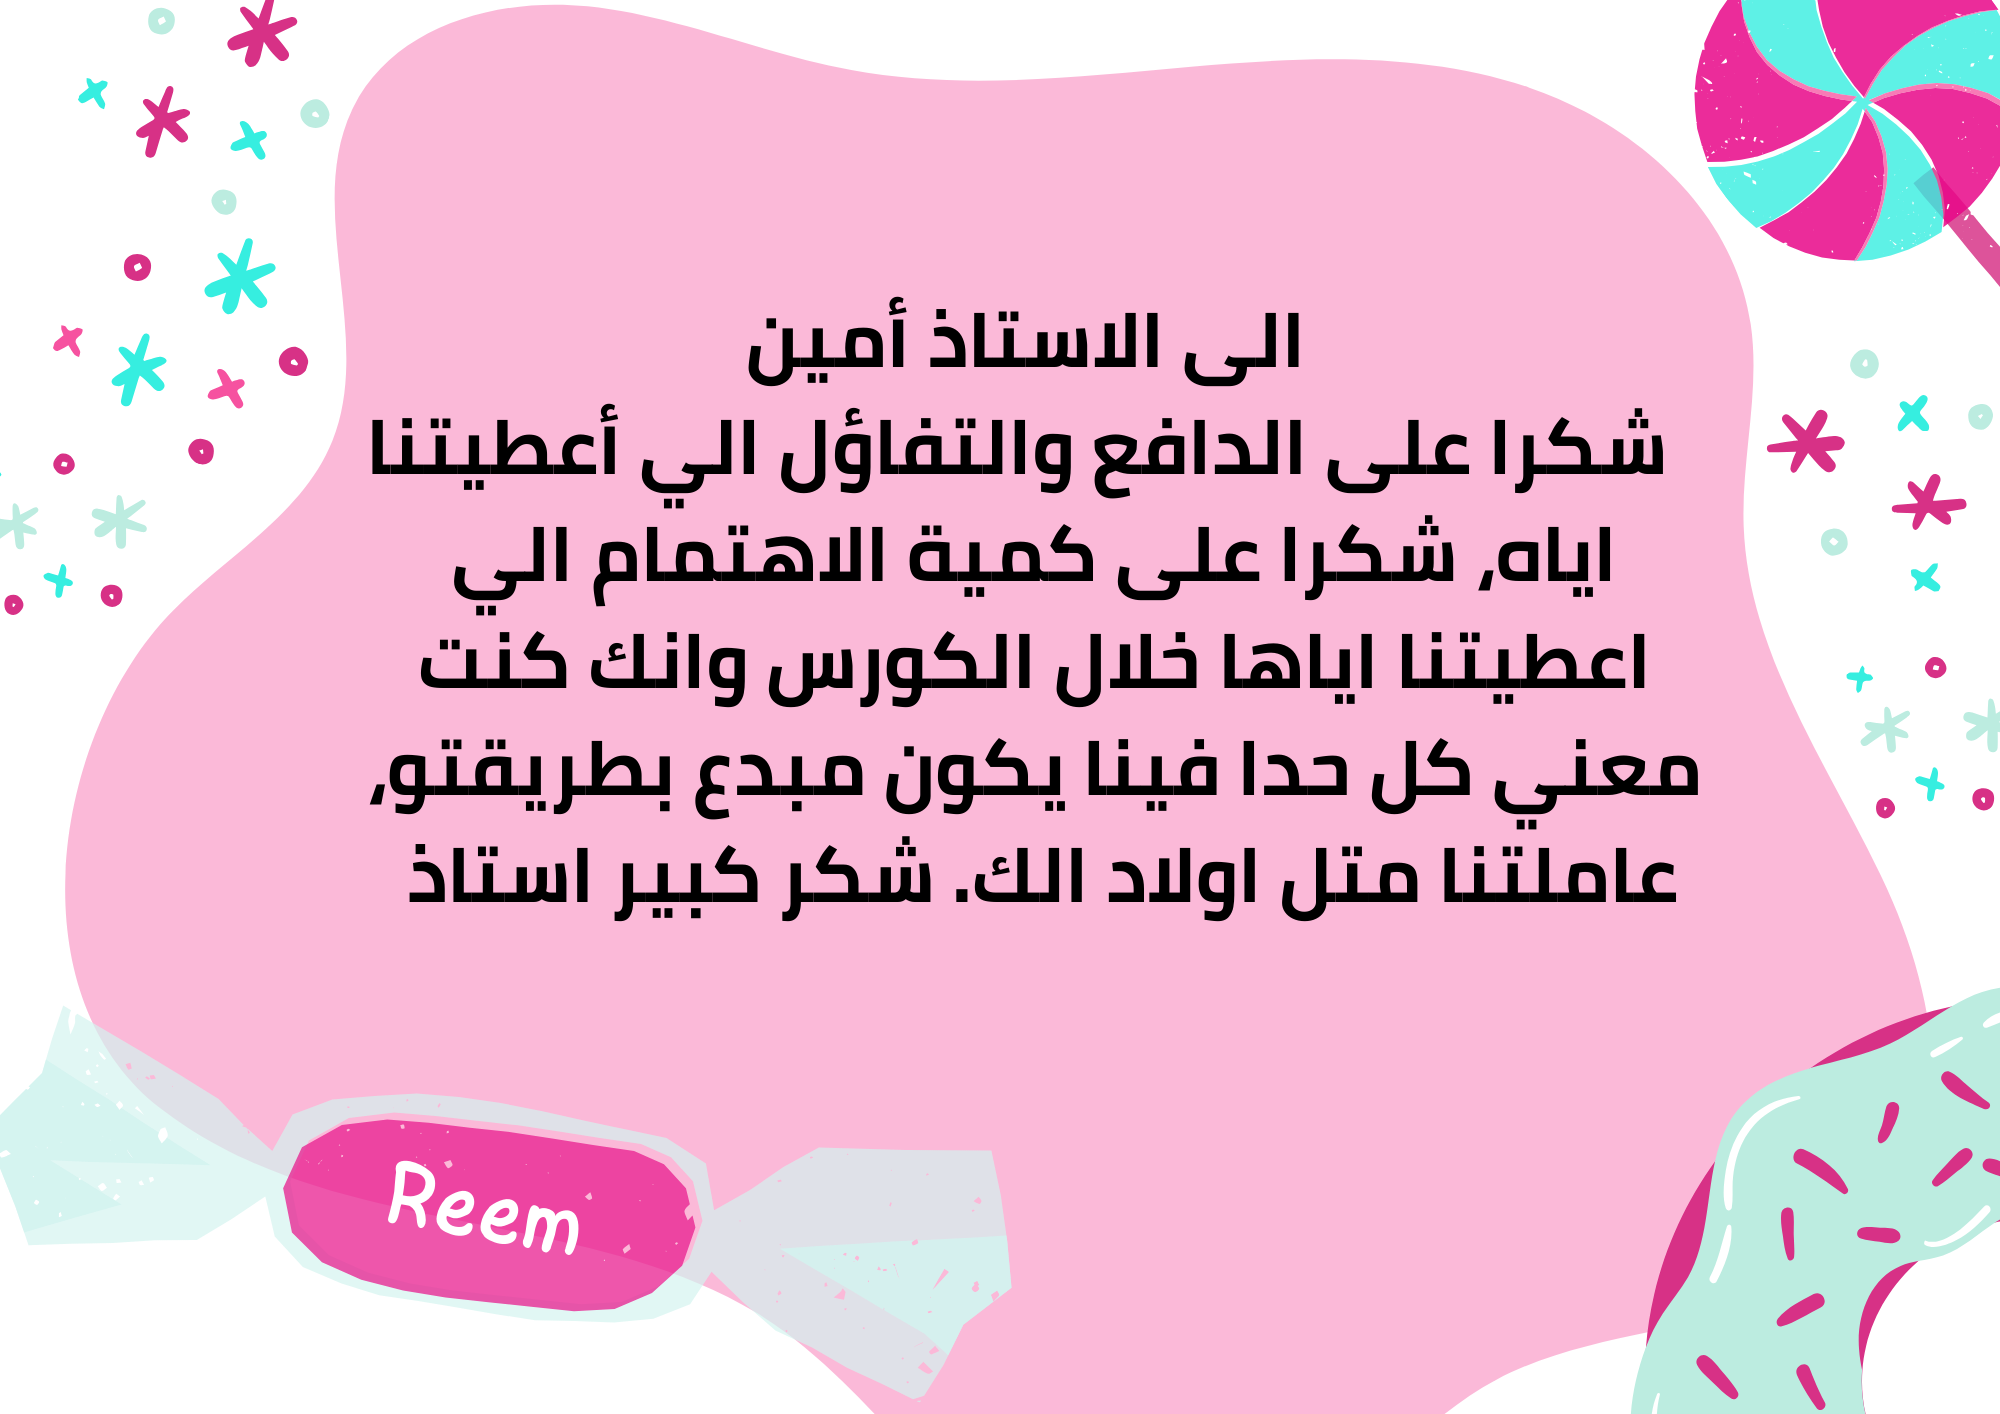 الى الاستاذ أمين
شكرا على الدافع والتفاؤل الي أعطيتنا
اياه، شكرا على كمية الاهتمام الي
اعطيتنا اياها خلال الكورس وانك كنت
معني كل حدا فينا يكون مبدع بطريقتو،
عاملتنا متل اولاد الك. شكر كبير استاذ
Reem